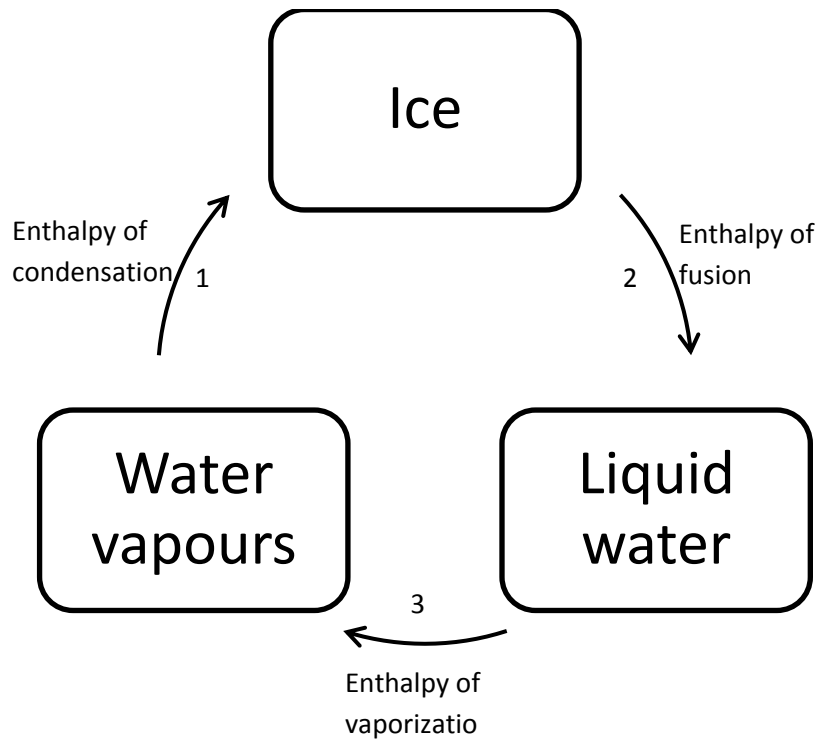 Ice
Enthalpy of
condensation
1
2
Enthalpy of
fusion
Water
vapours
Liquid
water
3
Enthalpy of
vaporizatio